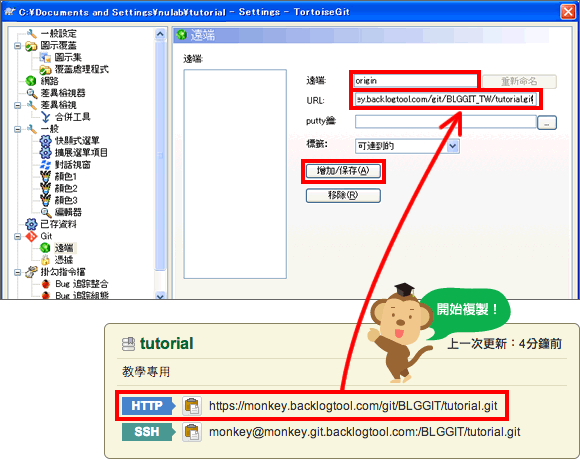 C:¥Documents and Settings¥nulab¥tutorial - Settings - TortoiseGit
一般設定
圖示覆蓋
圖示集
覆蓋處理程式
網路
差異檢視器
差異檢視
合併工具
一般
快顯式選單
擴展選單項目
對話視窗
顏色1
顏色2
顏色3
編輯器
已存資料
Git
遠端
憑據
掛勾指令檔
Bug 追踪整合
Bug 追踪組態
遠端
遠端:
遠端:
origin
重新命名
URL:
ey.backlogtool.com/git/BLGGIT_TW/tutorial.git
putty鑰:
...
標籤:
可達到的
增加/保存(A)
移除(R)
開始複製！
tutorial
上一次更新：4分鐘前
教學專用
HTTP
https://monkey.backlogtool.com/git/BLGGIT/tutorial.git
SSH
monkey@monkey.git.backlogtool.com:/BLGGIT/tutorial.git